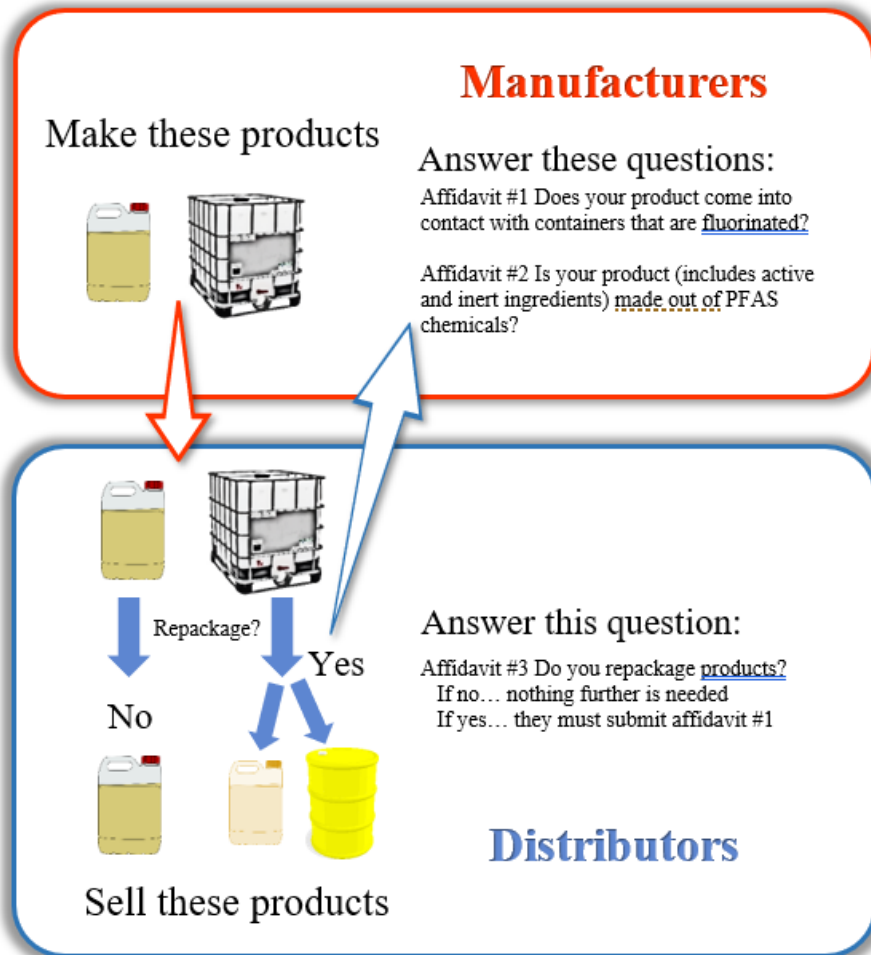 Manufacturers
Make these products
Answer these questions:
Affidavit #1 Does your product come into
contact with containers that are fluorinated?
Affidavit #2 Is your product (includes active
and inert ingredients) made out of PFAS
chemicals?
Repackage?
Yes
No
Answer this question:
Affidavit #3 Do you repackage products?
If no… nothing further is needed
If yes… they must submit affidavit #1
Distributors
Sell these products